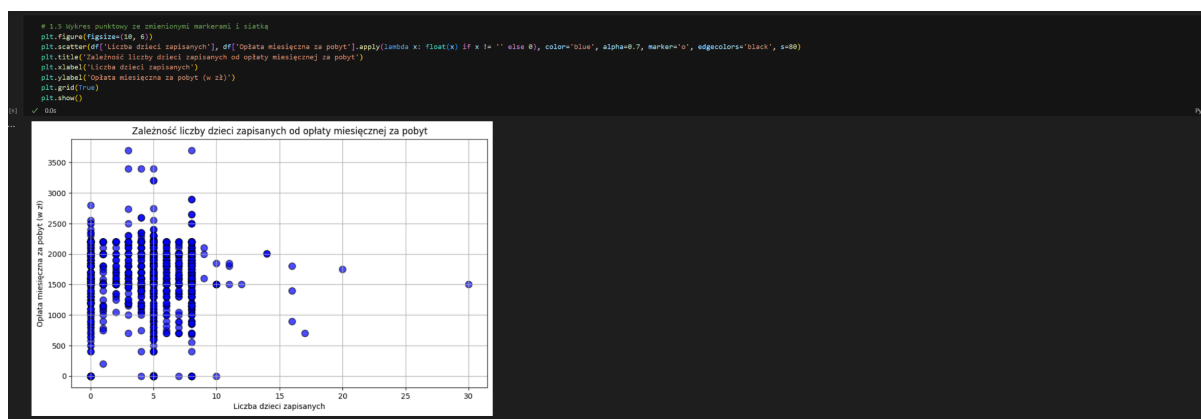 # 1.5 Wykres punktowy ze zmienionymi markerami i siatką
plt.figure(figsize=(10, 6))
plt.scatter(df['Liczba dzieci zapisanych'], df['Opłata miesięczna za pobyt'].apply(lambda x: float(x) if x != '' else 0), color='blue', alpha=0.7, marker='o', edgecolors='black', s=80)
plt.title('Zależność liczby dzieci zapisanych od opłaty miesięcznej za pobyt')
plt.xlabel('Liczba dzieci zapisanych')
plt.ylabel('Opłata miesięczna za pobyt (w zł)')
plt.grid(True)
plt.show()
✓ 0.0s
Zależność liczby dzieci zapisanych od opłaty miesięcznej za pobyt
Opłata miesięczna za pobyt (w zł)
3500
3000
2500
2000
1500
1000
500
0
0 5 10 15 20 25 30
Liczba dzieci zapisanych